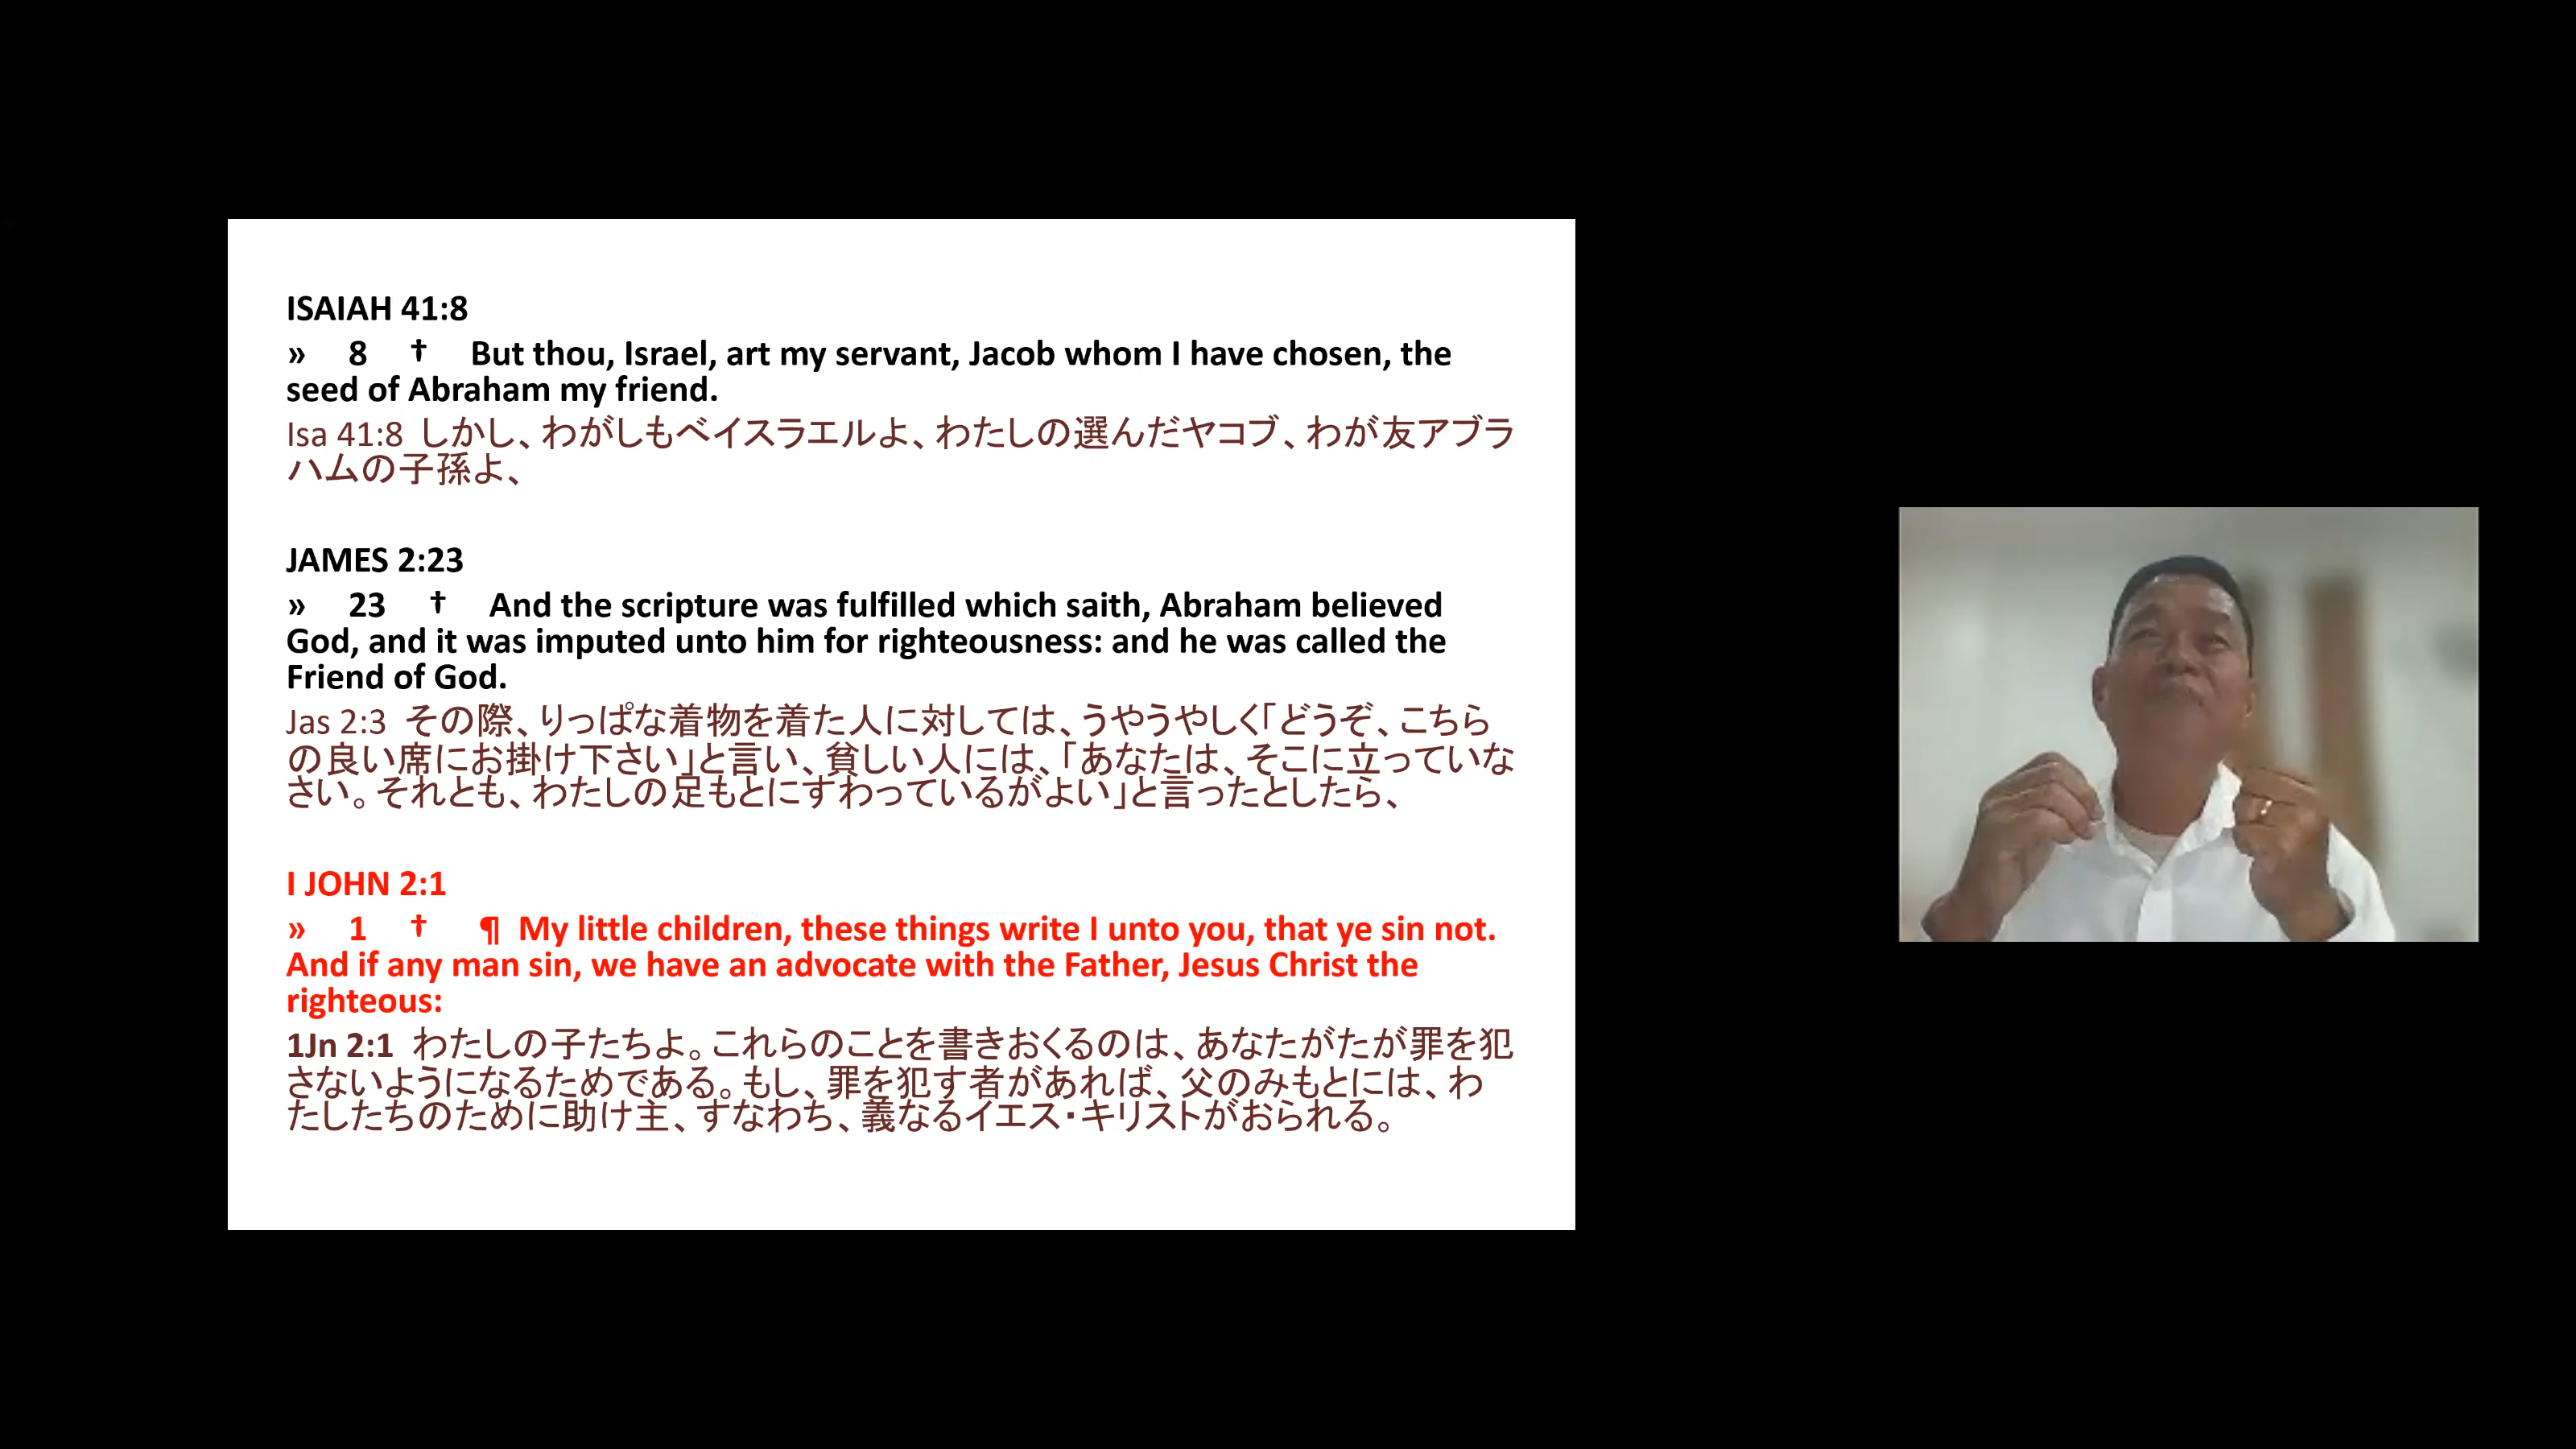 ISAIAH 41:8
» 8 † But thou, Israel, art my servant, Jacob whom I have chosen, the
seed of Abraham my friend.
Isa 41:8 しかし、わがしもベイスラエルよ、わたしの選んだヤコブ、わが友アブラ
ハムの子孫よ、
JAMES 2:23
» 23 † And the scripture was fulfilled which saith, Abraham believed
God, and it was imputed unto him for righteousness: and he was called the
Friend of God.
Jas 2:3 その際、りっぱな着物を着た人に対しては、うやうやしく「どうぞ、こちら
の良い席にお掛け下さい」と言い、貧しい人には、「あなたは、そこに立っていな
さい。それとも、わたしの足もとにすわっているがよい」と言ったとしたら、
I JOHN 2:1
» 1 † ¶ My little children, these things write I unto you, that ye sin not.
And if any man sin, we have an advocate with the Father, Jesus Christ the
righteous:
1Jn 2:1 わたしの子たちよ。これらのことを書きおくるのは、あなたがたが罪を犯
さないようになるためである。もし、罪を犯す者があれば、父のみもとには、わ
たしたちのために助け主、すなわち、義なるイエス・キリストがおられる。